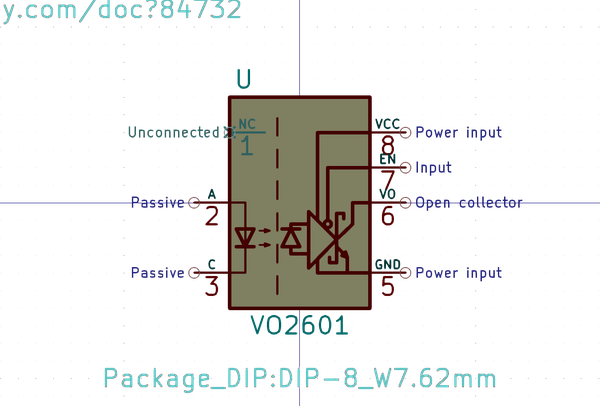 y.com/doc?84732
U
Unconnected NC 1
VCC 8 Power input
EN 7 Input
Passive A 2
VO 6 Open collector
Passive C 3
GND 5 Power input
VO2601
Package_DIP:DIP-8_W7.62mm